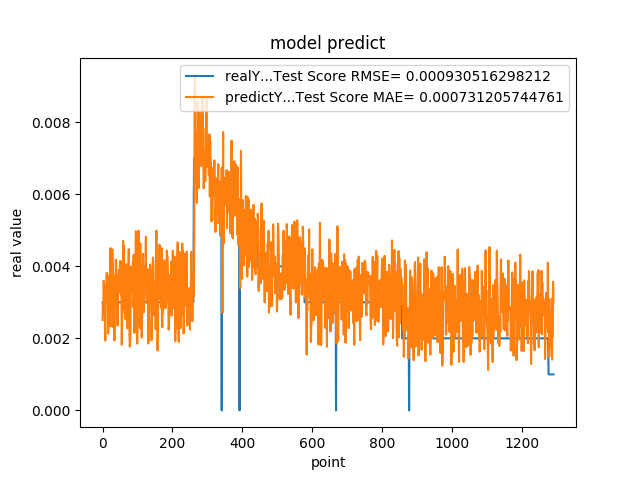 model predict
realY...Test Score RMSE= 0.000930516298212
predictY...Test Score MAE= 0.000731205744761
real value
0.008
0.006
0.004
0.002
0.000
0 200 400 600 800 1000 1200
point